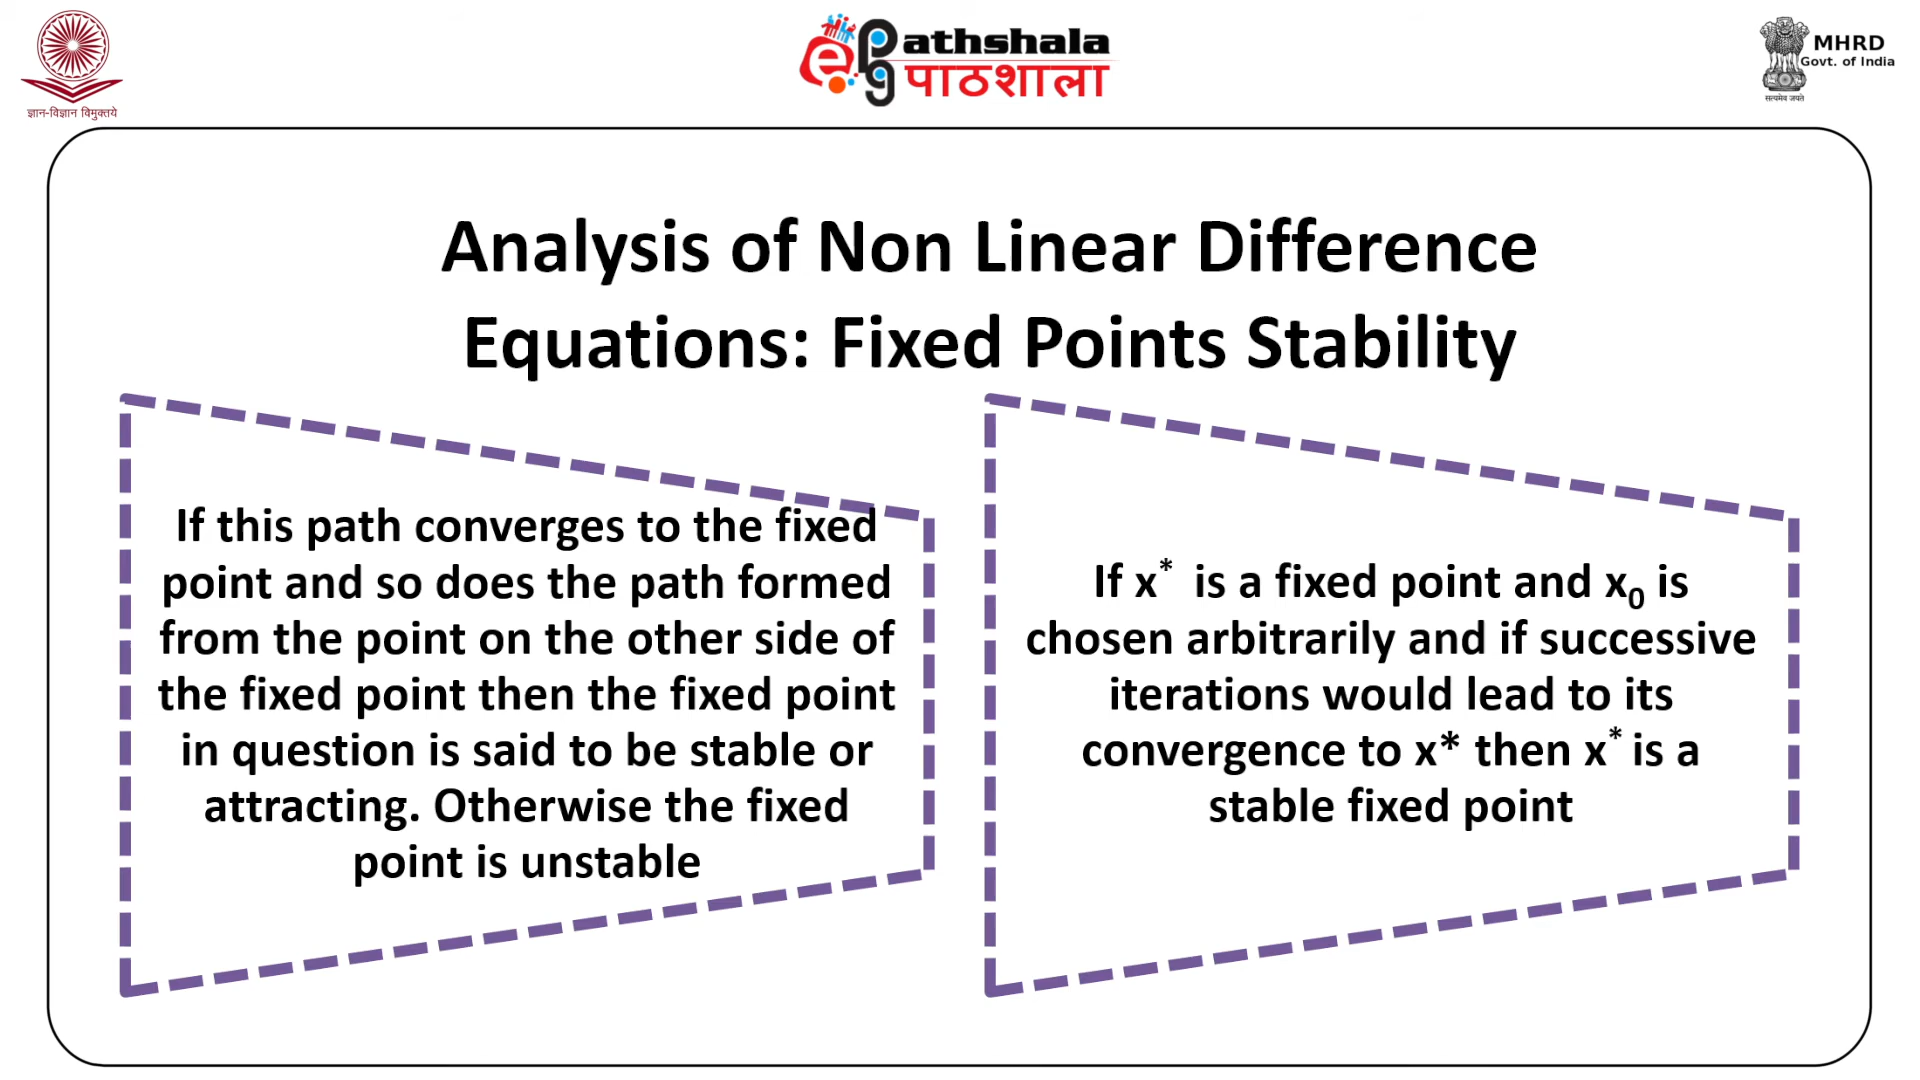 ज्ञान-विज्ञान विमुक्तये
ePG Pathshala
पाठशाला
MHRD
Govt. of India
सत्यमेव जयते
Analysis of Non Linear Difference
Equations: Fixed Points Stability
If this path converges to the fixed
point and so does the path formed
from the point on the other side of
the fixed point then the fixed point
in question is said to be stable or
attracting. Otherwise the fixed
point is unstable
If x* is a fixed point and x₀ is
chosen arbitrarily and if successive
iterations would lead to its
convergence to x* then x* is a
stable fixed point